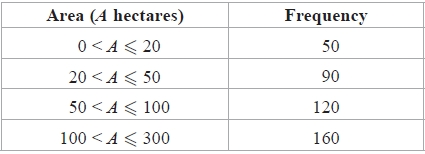 Area (A hectares) Frequency
0 < A ⩽ 20 50
20 < A ⩽ 50 90
50 < A ⩽ 100 120
100 < A ⩽ 300 160